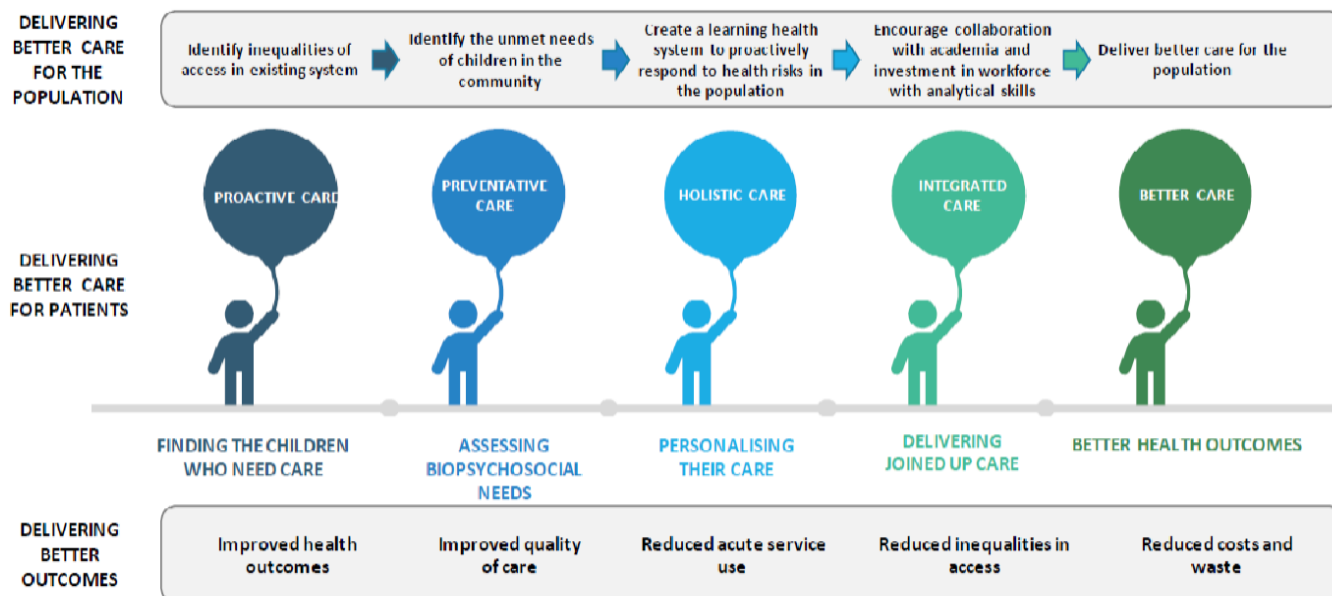 DELIVERING
BETTER CARE
FOR THE
POPULATION
Identify inequalities of
access in existing system
Identify the unmet needs
of children in the
community
Create a learning health
system to proactively
respond to health risks in
the population
Encourage collaboration
with academia and
investment in workforce
with analytical skills
Deliver better care for the
population
DELIVERING
BETTER CARE
FOR PATIENTS
PROACTIVE CARE
PREVENTATIVE
CARE
HOLISTIC CARE
INTEGRATED
CARE
BETTER CARE
FINDING THE CHILDREN
WHO NEED CARE
ASSESSING
BIOPSYCHOSOCIAL
NEEDS
PERSONALISING
THEIR CARE
DELIVERING
JOINED UP CARE
BETTER HEALTH OUTCOMES
DELIVERING
BETTER
OUTCOMES
Improved health
outcomes
Improved quality
of care
Reduced acute service
use
Reduced inequalities in
access
Reduced costs and
waste